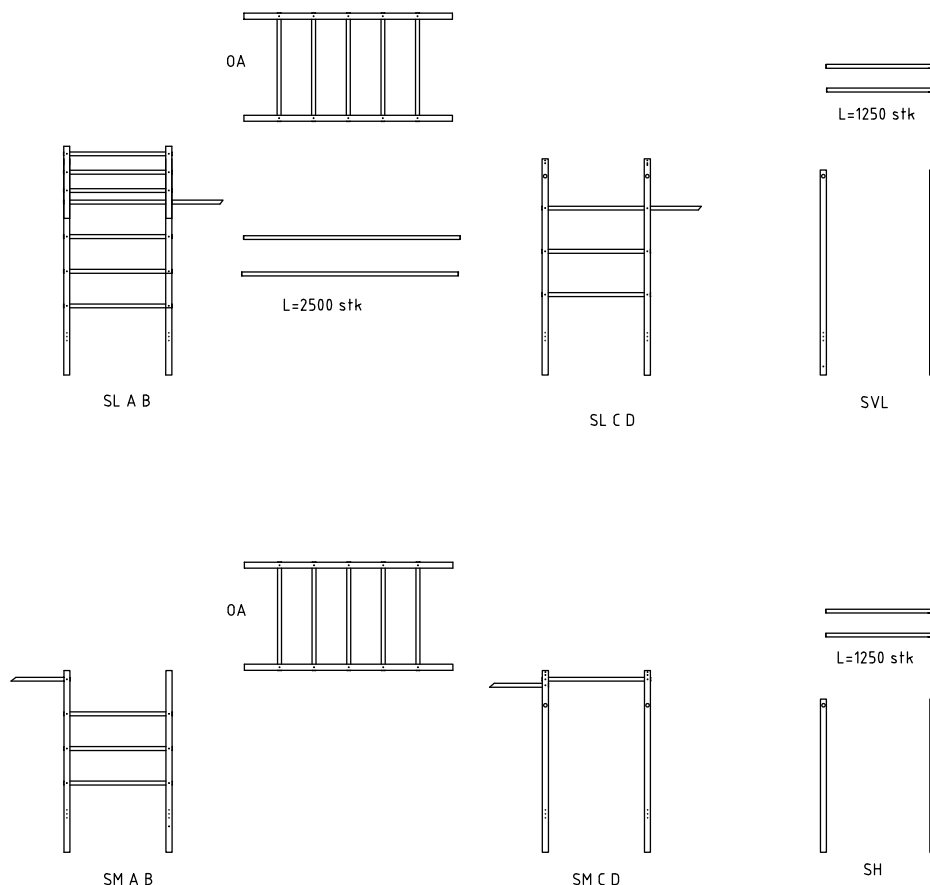 OA
L=1250 stk
L=2500 stk
SL A B
SL C D
SVL
OA
L=1250 stk
SM A B
SM C D
SH